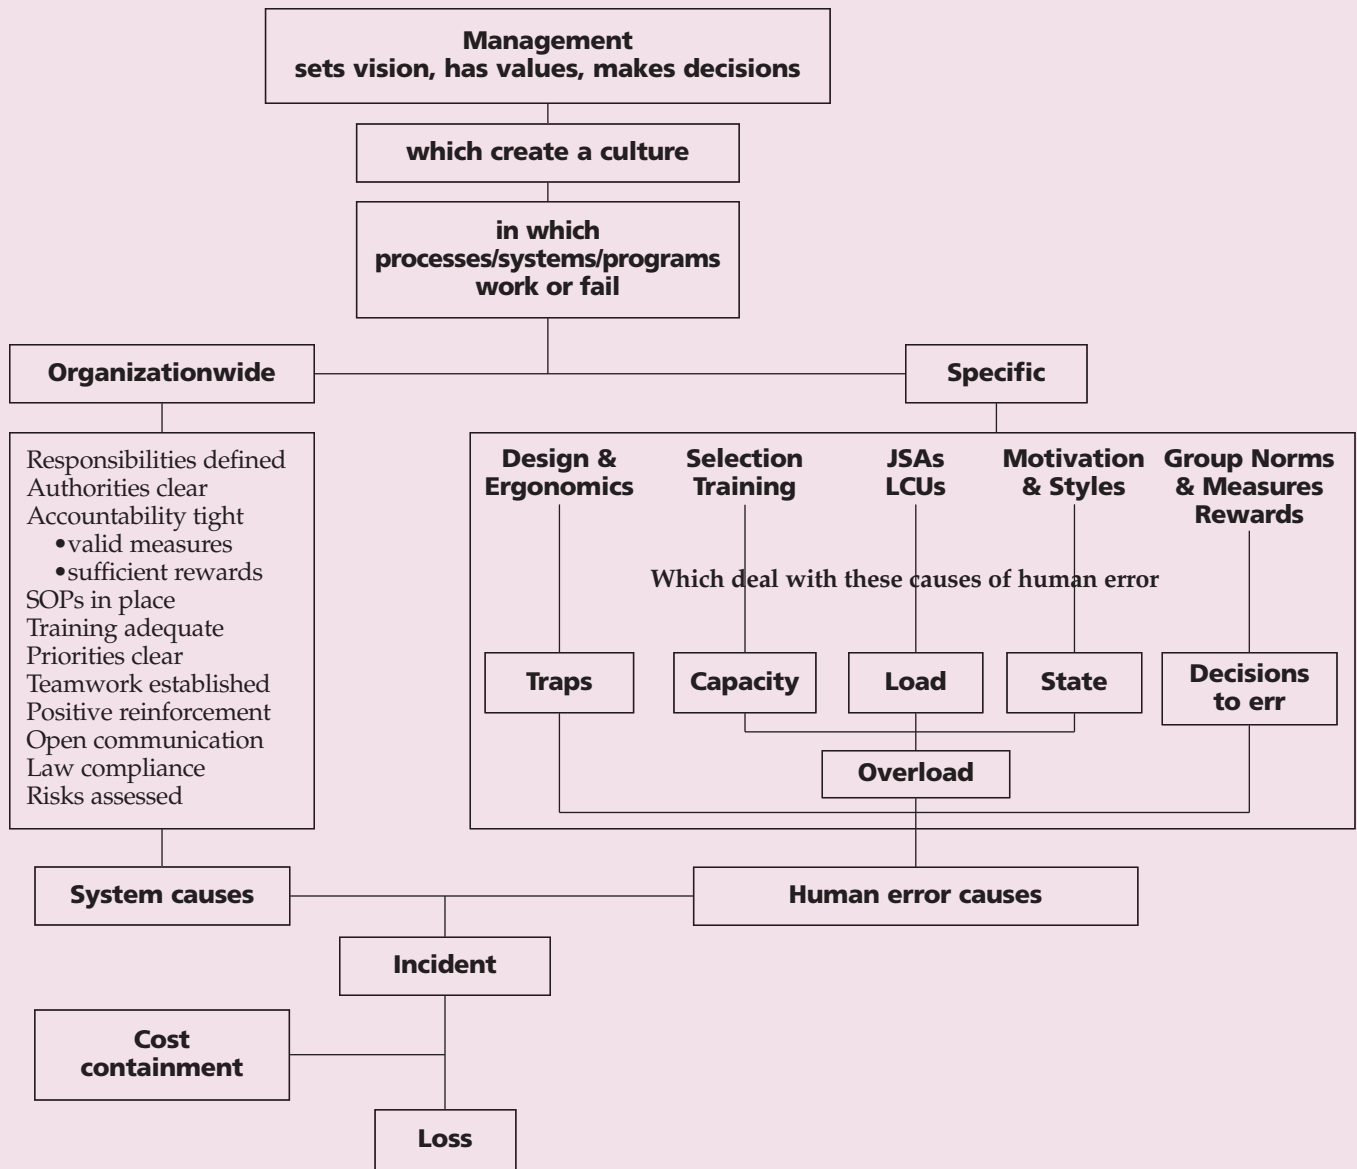 Management
sets vision, has values, makes decisions
which create a culture
in which
processes/systems/programs
work or fail
Organizationwide
Specific
Responsibilities defined
Authorities clear
Accountability tight
•valid measures
•sufficient rewards
SOPs in place
Training adequate
Priorities clear
Teamwork established
Positive reinforcement
Open communication
Law compliance
Risks assessed
Design &
Ergonomics
Selection
Training
JSAs
LCUs
Motivation
& Styles
Group Norms
& Measures
Rewards
Which deal with these causes of human error
Traps
Capacity
Load
State
Decisions
to err
Overload
System causes
Human error causes
Incident
Cost
containment
Loss